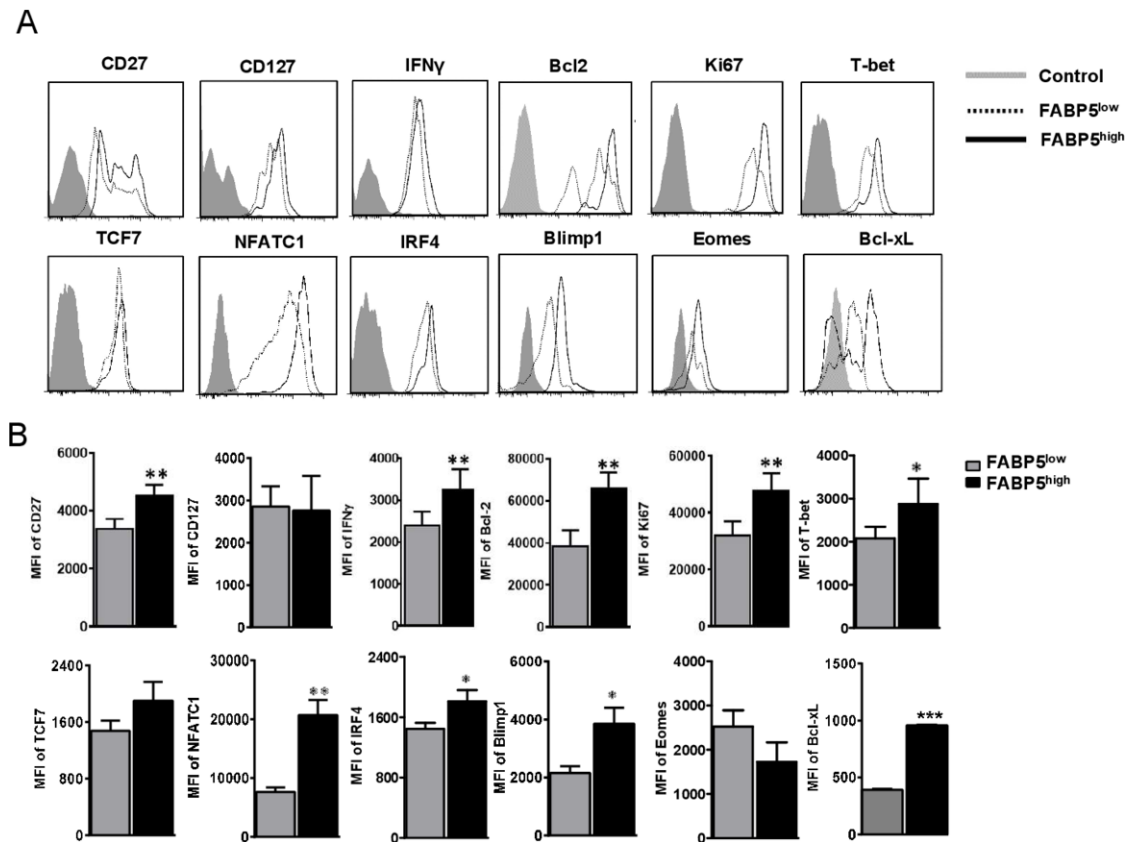 A
CD27 CD127 IFNγ Bcl2 Ki67 T-bet
Control
FABP5low
FABP5high
TCF7 NFATC1 IRF4 Blimp1 Eomes Bcl-xL
B
FABP5low
FABP5high
MFI of CD27
6000
4000
2000
0
**
MFI of CD127
4000
3000
2000
1000
0
MFI of IFNγ
4000
3000
2000
1000
0
**
MFI of Bcl-2
80000
60000
40000
20000
0
**
MFI of Ki67
60000
40000
20000
0
**
MFI of T-bet
4000
3000
2000
1000
0
*
MFI of TCF7
2400
1600
800
0
MFI of NFATC1
30000
20000
10000
0
**
MFI of IRF4
2400
1600
800
0
*
MFI of Blimp1
6000
4000
2000
0
*
MFI of Eomes
4000
3000
2000
1000
0
MFI of Bcl-xL
1500
1000
500
0
***